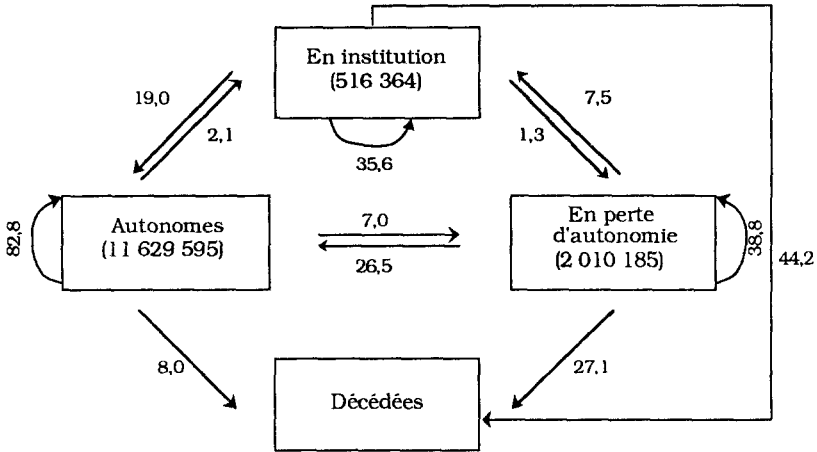 En institution
(516 364)
19,0
2,1
7,5
1,3
35,6
82,8
Autonomes
(11 629 595)
7,0
26,5
En perte
d'autonomie
(2 010 185)
38,8
44,2
8,0
27,1
Décédées